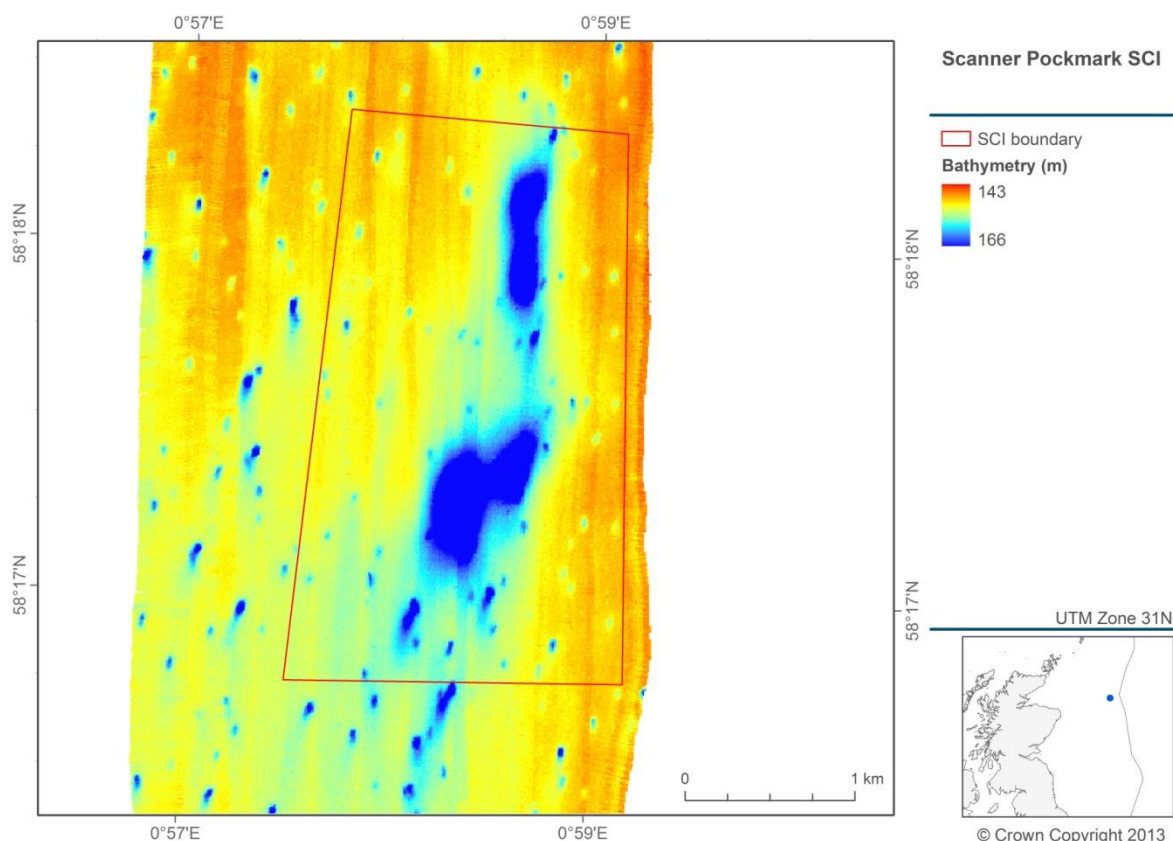 0°57'E
0°59'E
Scanner Pockmark SCI
SCI boundary
Bathymetry (m)
143
166
58°18'N
58°18'N
58°17'N
58°17'N
UTM Zone 31N
0
1 km
0°57'E
0°59'E
© Crown Copyright 2013